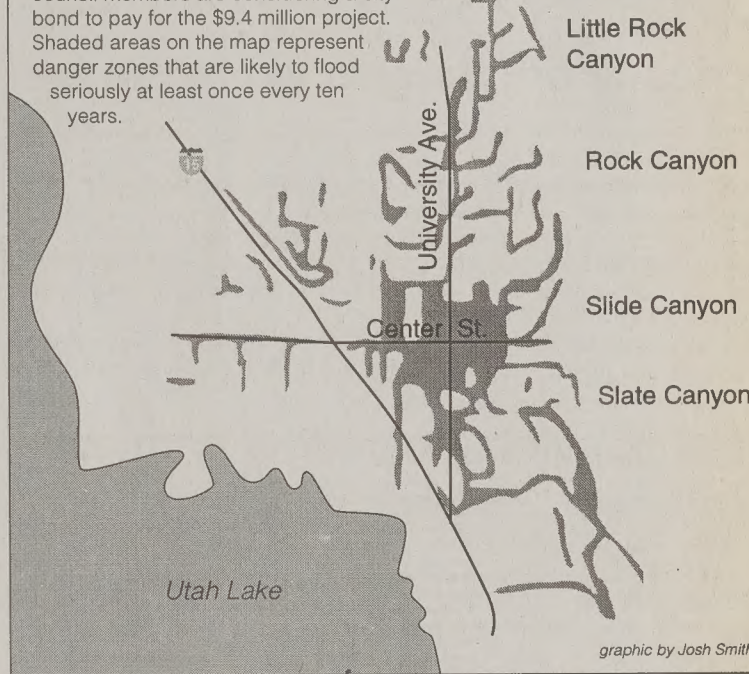 bond to pay for the $9.4 million project.
Shaded areas on the map represent
danger zones that are likely to flood
seriously at least once every ten
years.
Little Rock
Canyon
University Ave.
15
Rock Canyon
Slide Canyon
Center St.
Slate Canyon
Utah Lake
graphic by Josh Smith